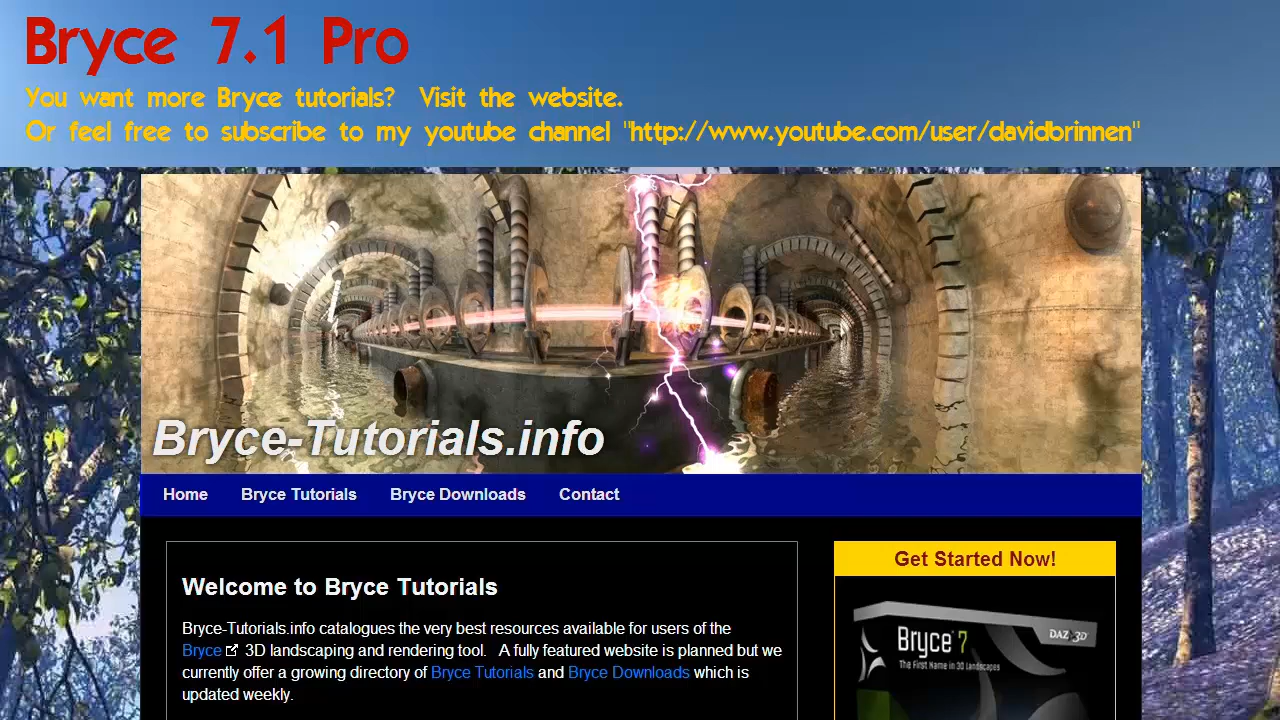 Bryce 7.1 Pro
You want more Bryce tutorials? Visit the website.
Or feel free to subscribe to my youtube channel "http://www.youtube.com/user/davidbrinnen"
Bryce-Tutorials.info
Home Bryce Tutorials Bryce Downloads Contact
Welcome to Bryce Tutorials
Bryce-Tutorials.info catalogues the very best resources available for users of the
Bryce 3D landscaping and rendering tool. A fully featured website is planned but we
currently offer a growing directory of Bryce Tutorials and Bryce Downloads which is
updated weekly.
Get Started Now!
DAZ 3D
Bryce 7
The First Name in 3D Landscapes